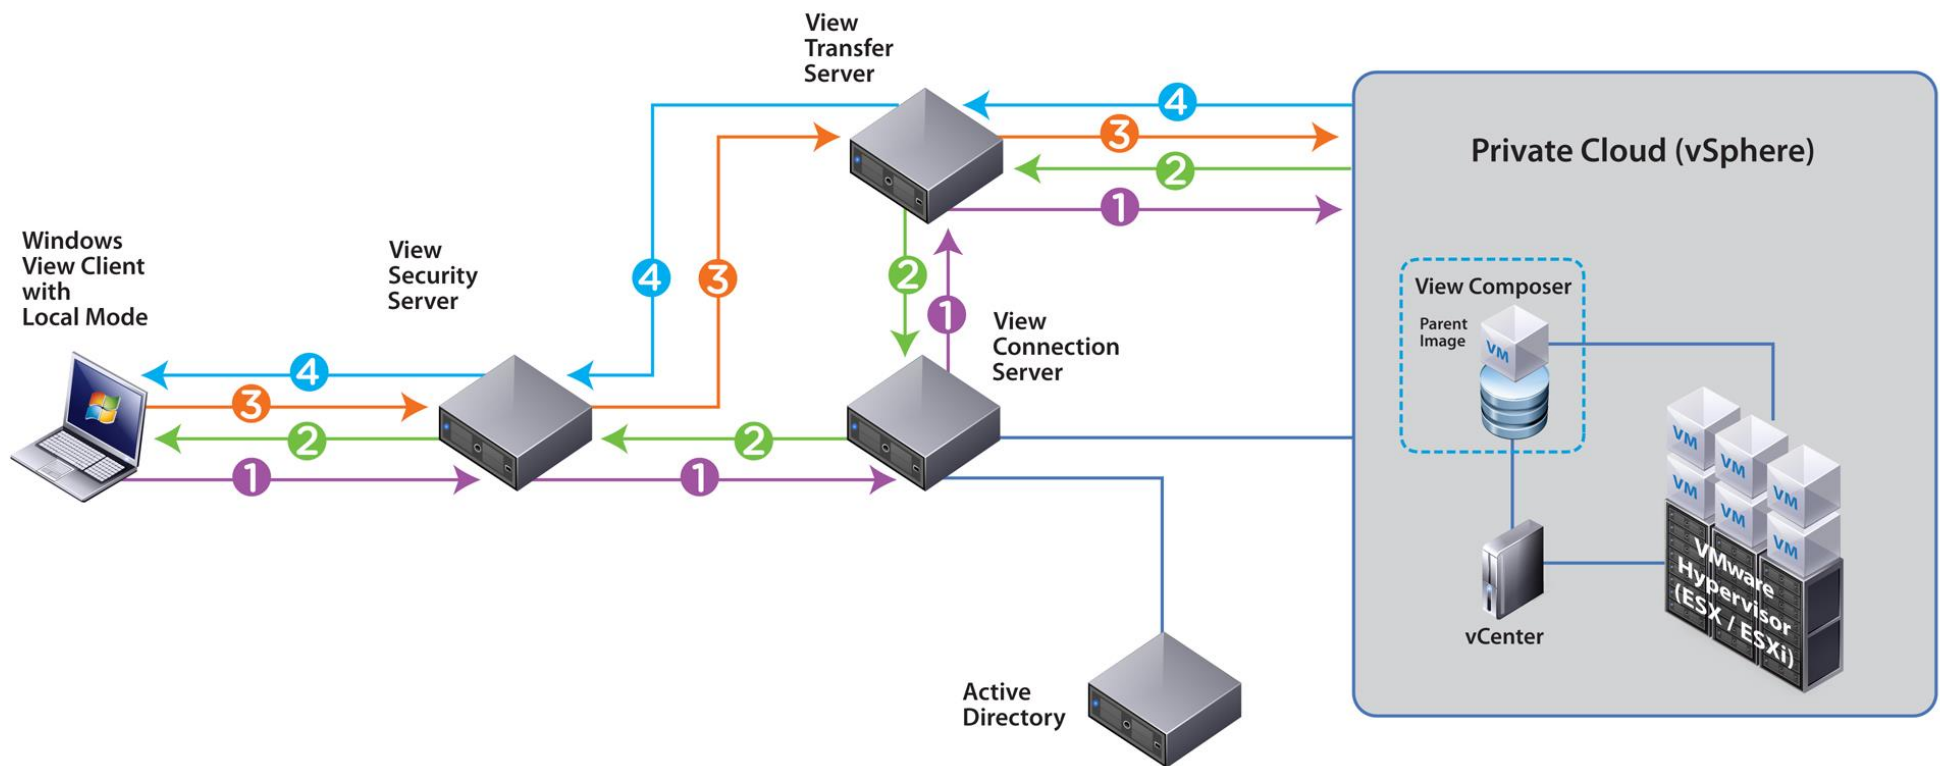 View
Transfer
Server
4
3
2
1
Private Cloud (vSphere)
Windows
View Client
with
Local Mode
View
Security
Server
4
3
2
1
View
Connection
Server
View Composer
Parent
Image
VM
4
3
2
1
2
1
VM
VM
VM
VM
VM
VM
VMware
Hypervisor
(ESX / ESXi)
vCenter
Active
Directory